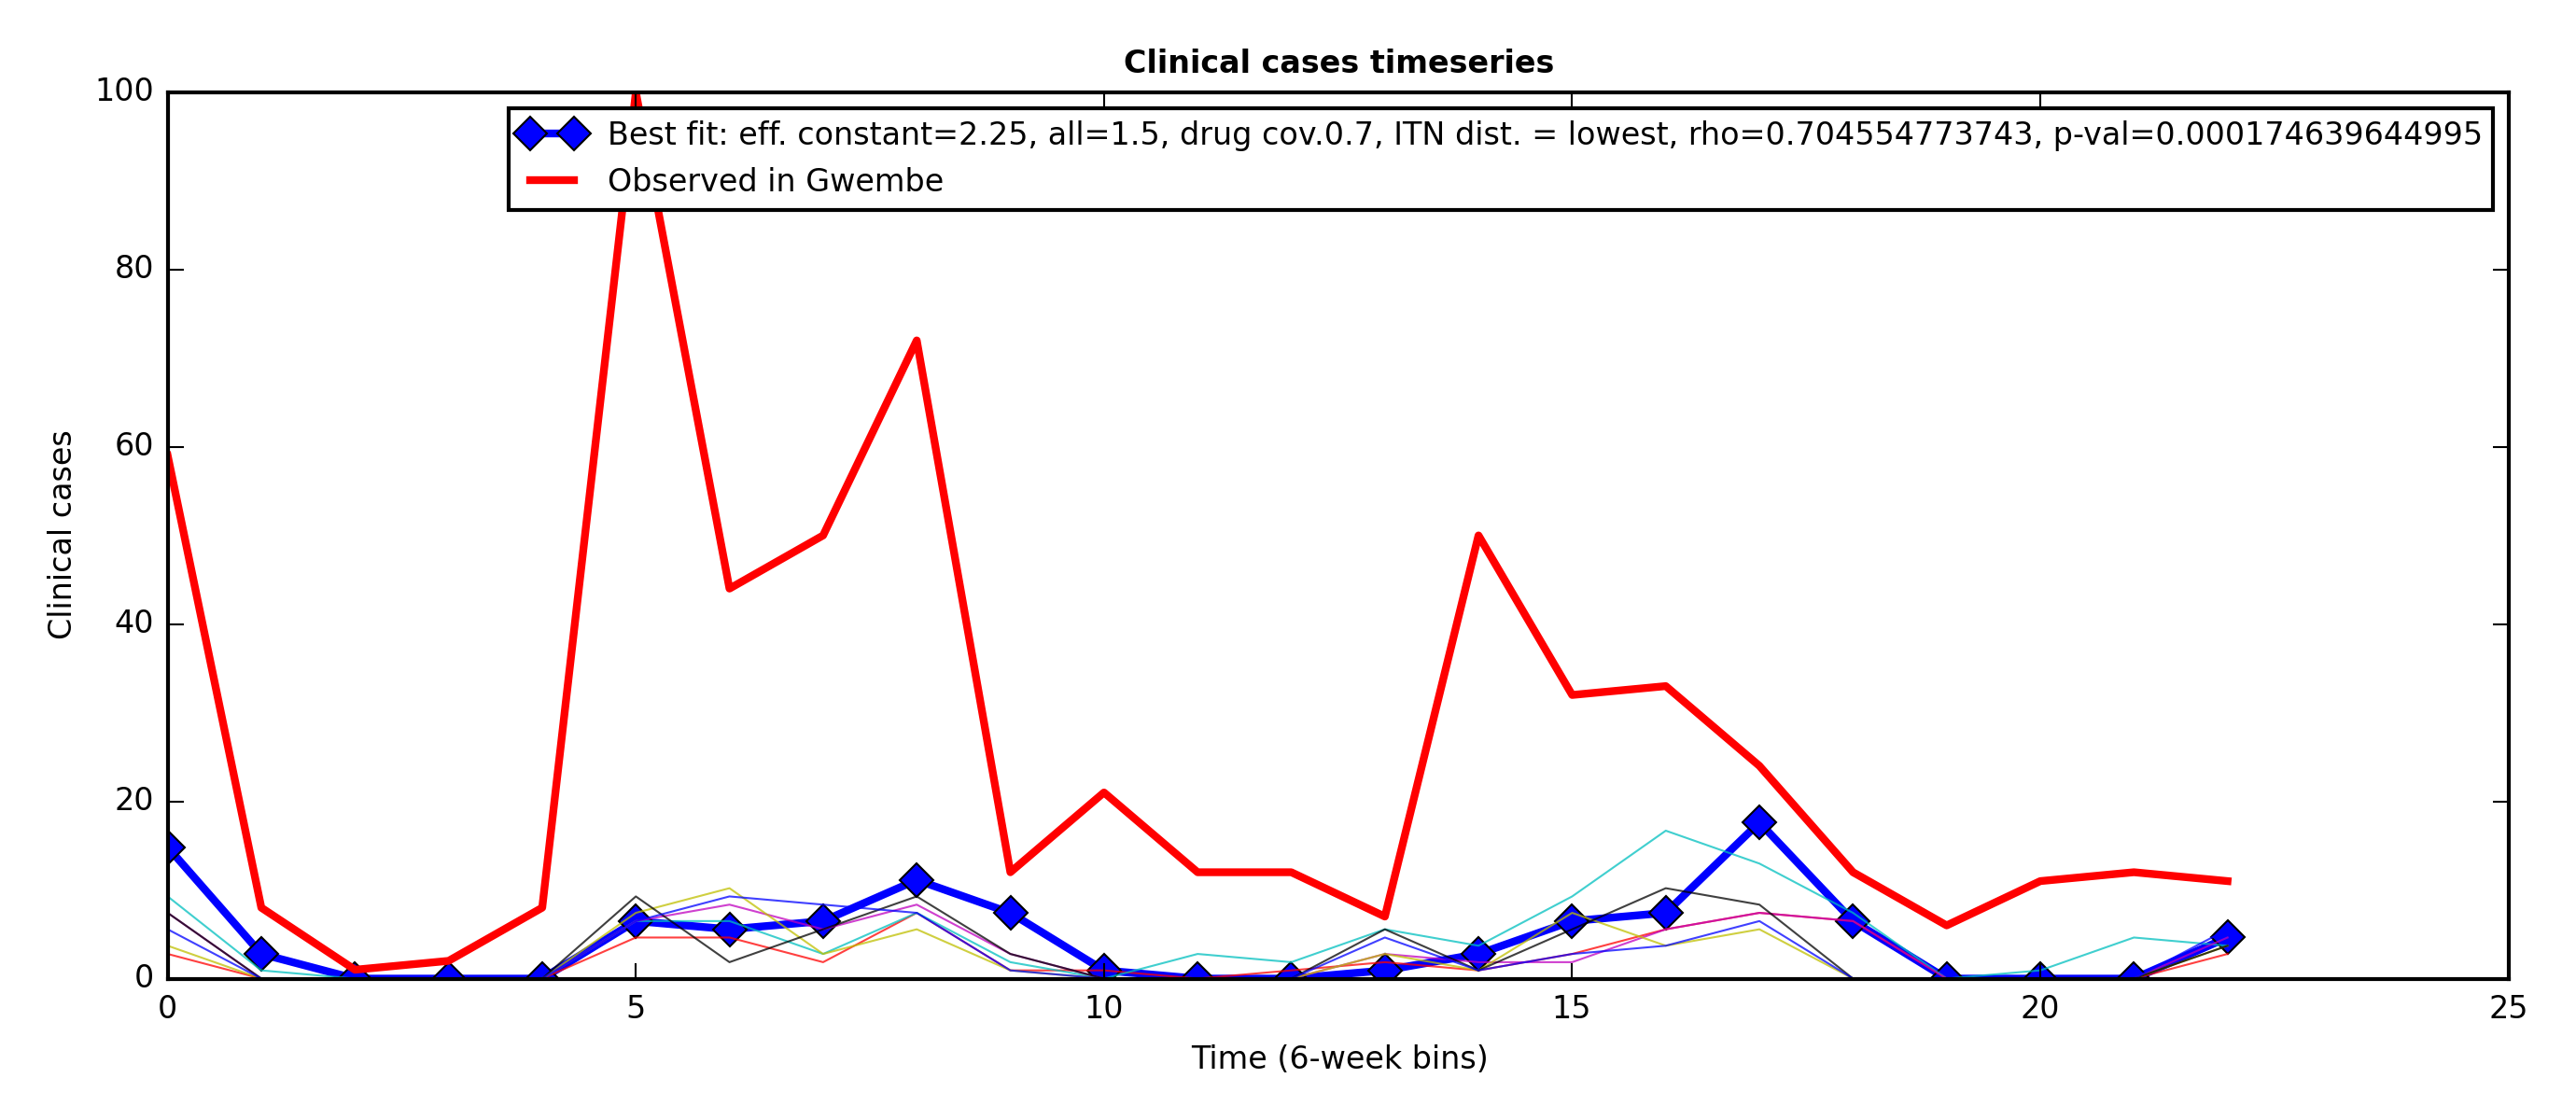 Clinical cases timeseries
100
80
60
40
20
0
Clinical cases
Best fit: eff. constant=2.25, all=1.5, drug cov.0.7, ITN dist. = lowest, rho=0.704554773743, p-val=0.000174639644995
Observed in Gwembe
0 5 10 15 20 25
Time (6-week bins)